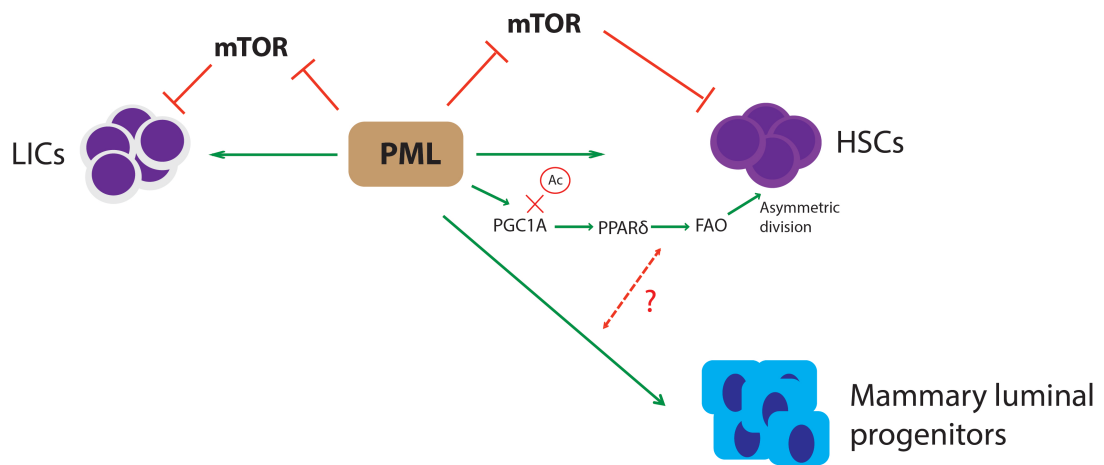 mTOR
mTOR
LICs
PML
HSCs
Ac
PGC1A
PPARδ
FAO
Asymmetric
division
?
Mammary luminal
progenitors